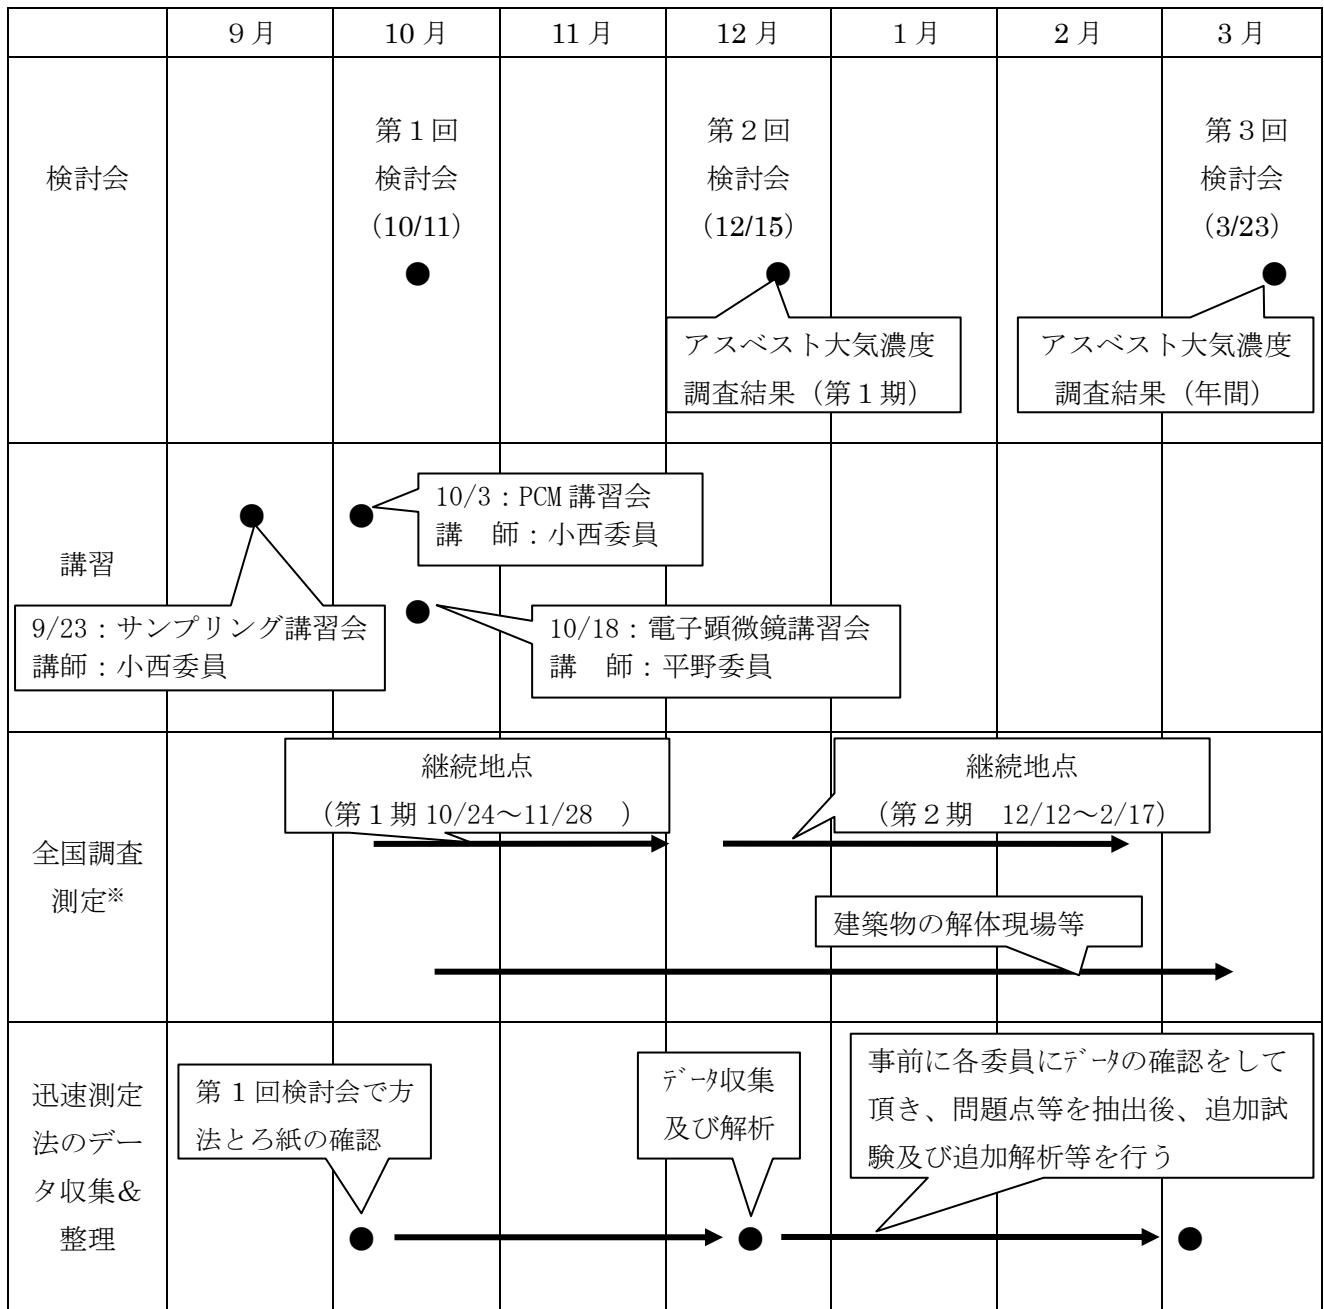 9月 10月 11月 12月 1月 2月 3月
検討会
第1回
検討会
(10/11)
第2回
検討会
(12/15)
第3回
検討会
(3/23)
アスベスト大気濃度
調査結果（第1期）
アスベスト大気濃度
調査結果（年間）
講習
10/3：PCM講習会
講　師：小西委員
9/23：サンプリング講習会
講師：小西委員
10/18：電子顕微鏡講習会
講　師：平野委員
全国調査
測定※
継続地点
（第1期 10/24～11/28　）
継続地点
（第2期　12/12～2/17）
建築物の解体現場等
迅速測定
法のデー
タ収集＆
整理
第1回検討会で方
法とろ紙の確認
ﾃﾞｰﾀ収集
及び解析
事前に各委員にﾃﾞｰﾀの確認をして
頂き、問題点等を抽出後、追加試
験及び追加解析等を行う